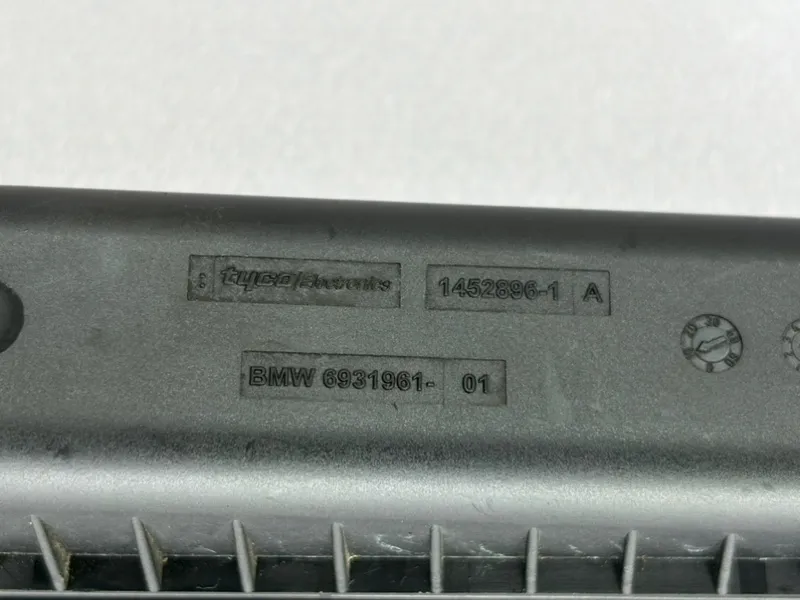 tyco/Electronics 1452896-1 A
BMW 6931961- 01